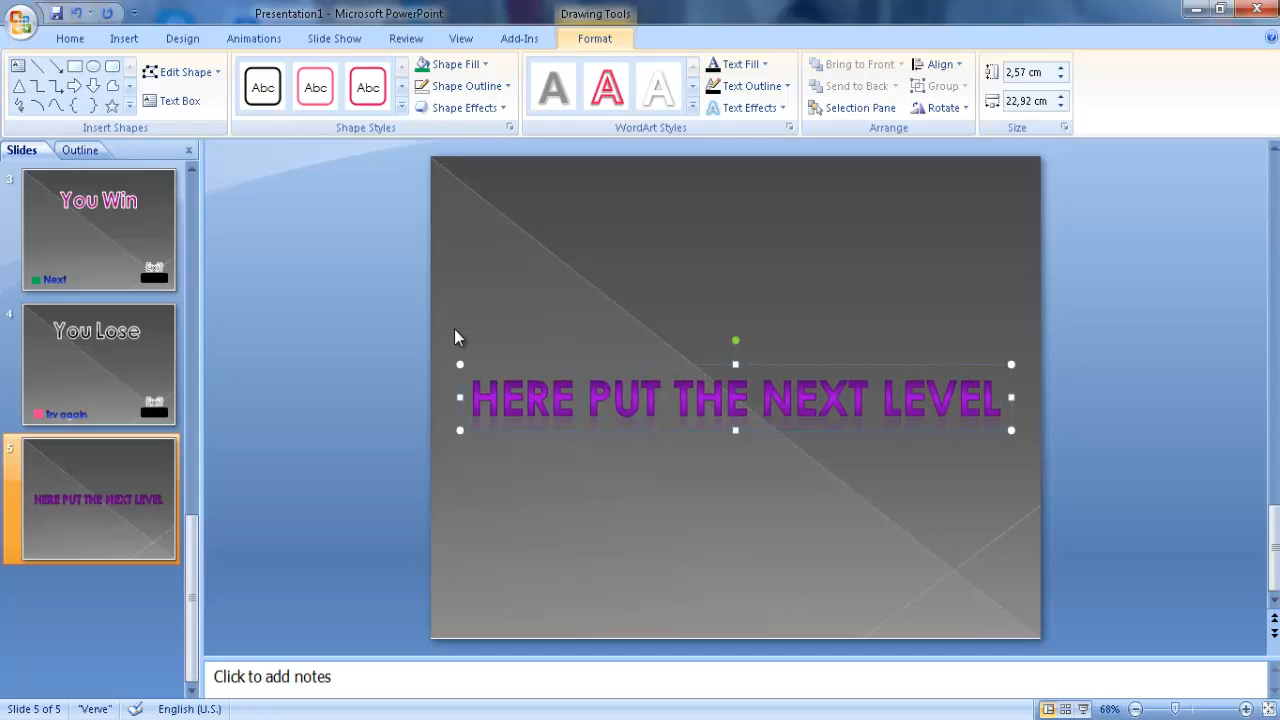 Presentation1 - Microsoft PowerPoint
Drawing Tools
Home Insert Design Animations Slide Show Review View Add-Ins Format
Edit Shape
Text Box
Insert Shapes
Abc Abc Abc
Shape Fill
Shape Outline
Shape Effects
Shape Styles
A A A
Text Fill
Text Outline
Text Effects
WordArt Styles
Bring to Front
Send to Back
Selection Pane
Align
Group
Rotate
Arrange
2,57 cm
22,92 cm
Size
Slides Outline
3
You Win
Exit
Next
4
You Lose
Exit
Try again
5
HERE PUT THE NEXT LEVEL
HERE PUT THE NEXT LEVEL
Click to add notes
Slide 5 of 5 "Verve" English (U.S.) 68%